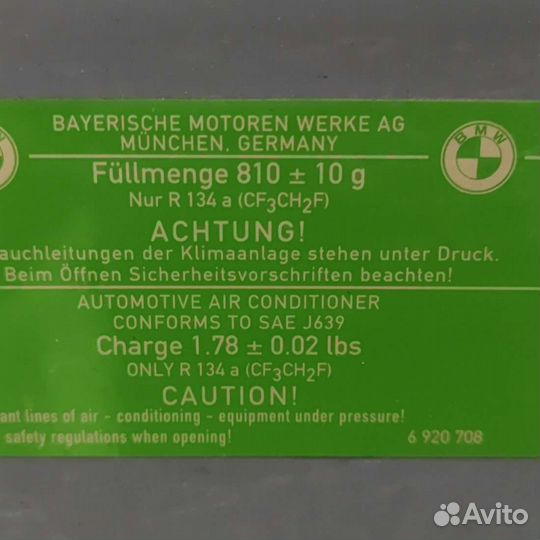 BAYERISCHE MOTOREN WERKE AG
MÜNCHEN, GERMANY
BMW
Füllmenge 810 ± 10 g
Nur R 134 a (CF3CH2F)
ACHTUNG!
auchleitungen der Klimaanlage stehen unter Druck.
Beim Öffnen Sicherheitsvorschriften beachten!
AUTOMOTIVE AIR CONDITIONER
CONFORMS TO SAE J639
Charge 1.78 ± 0.02 lbs
ONLY R 134 a (CF3CH2F)
CAUTION!
ant lines of air - conditioning - equipment under pressure!
safety regulations when opening!
6 920 708
Avito